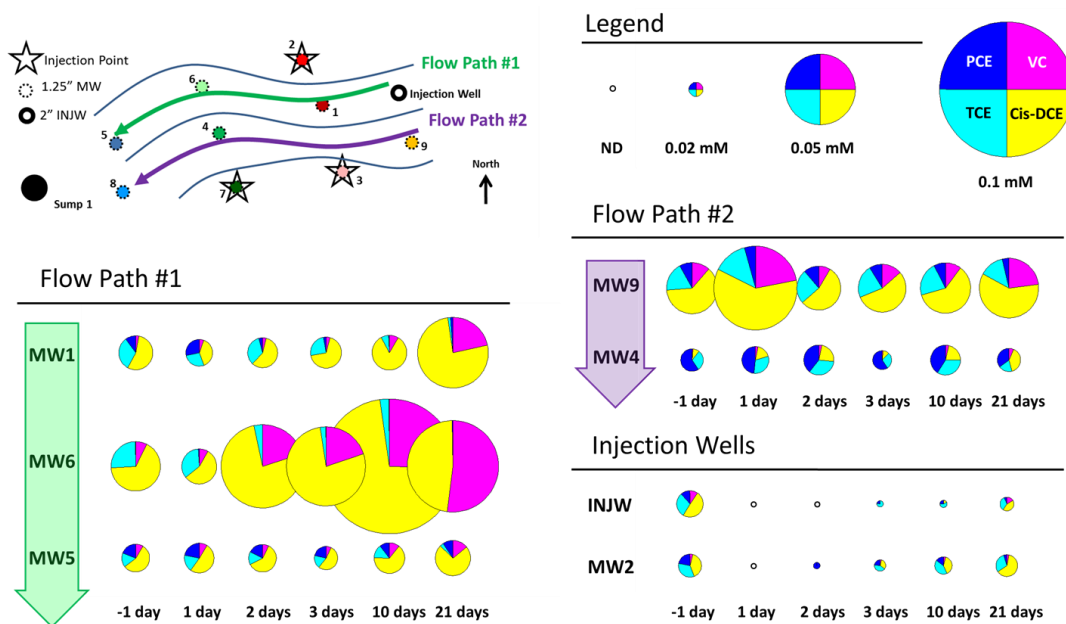 2
Flow Path #1
Injection Point
6
1.25” MW
Injection Well
2” INJW
1
5
4
Flow Path #2
9
8
3
North
7
Sump 1
Legend
PCE
VC
TCE
Cis-DCE
ND
0.02 mM
0.05 mM
0.1 mM
Flow Path #2
MW9
MW4
-1 day
1 day
2 days
3 days
10 days
21 days
Flow Path #1
MW1
MW6
MW5
-1 day
1 day
2 days
3 days
10 days
21 days
Injection Wells
INJW
MW2
-1 day
1 day
2 days
3 days
10 days
21 days